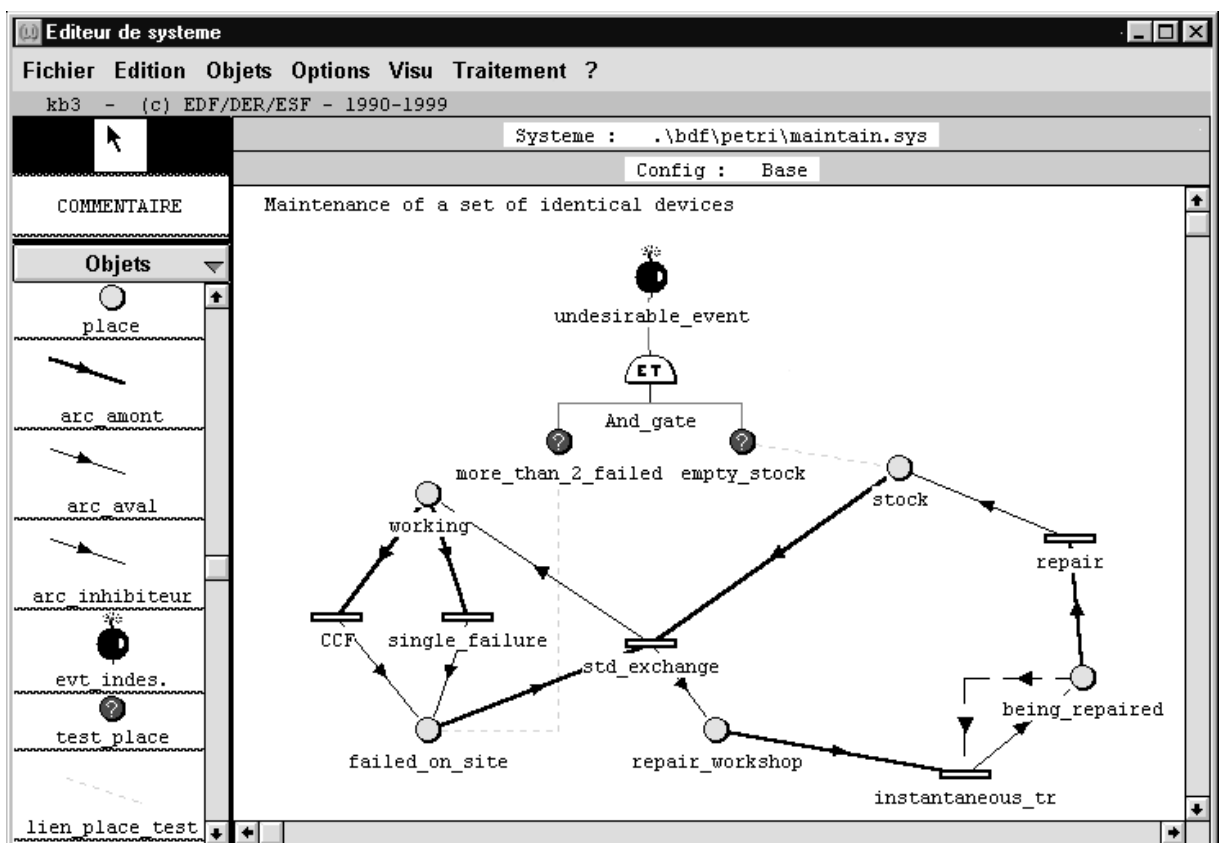 Editeur de systeme
Fichier Edition Objets Options Visu Traitement ?
kb3 - (c) EDF/DER/ESF - 1990-1999
Systeme : .\bdf\petri\maintain.sys
Config : Base
COMMENTAIRE
Objets
place
arc_amont
arc_aval
arc_inhibiteur
evt_indes.
?
test_place
lien_place_test
Maintenance of a set of identical devices
undesirable_event
ET
And_gate
? ?
more_than_2_failed empty_stock
stock
working
repair
CCF single_failure
std_exchange
being_repaired
failed_on_site repair_workshop
instantaneous_tr